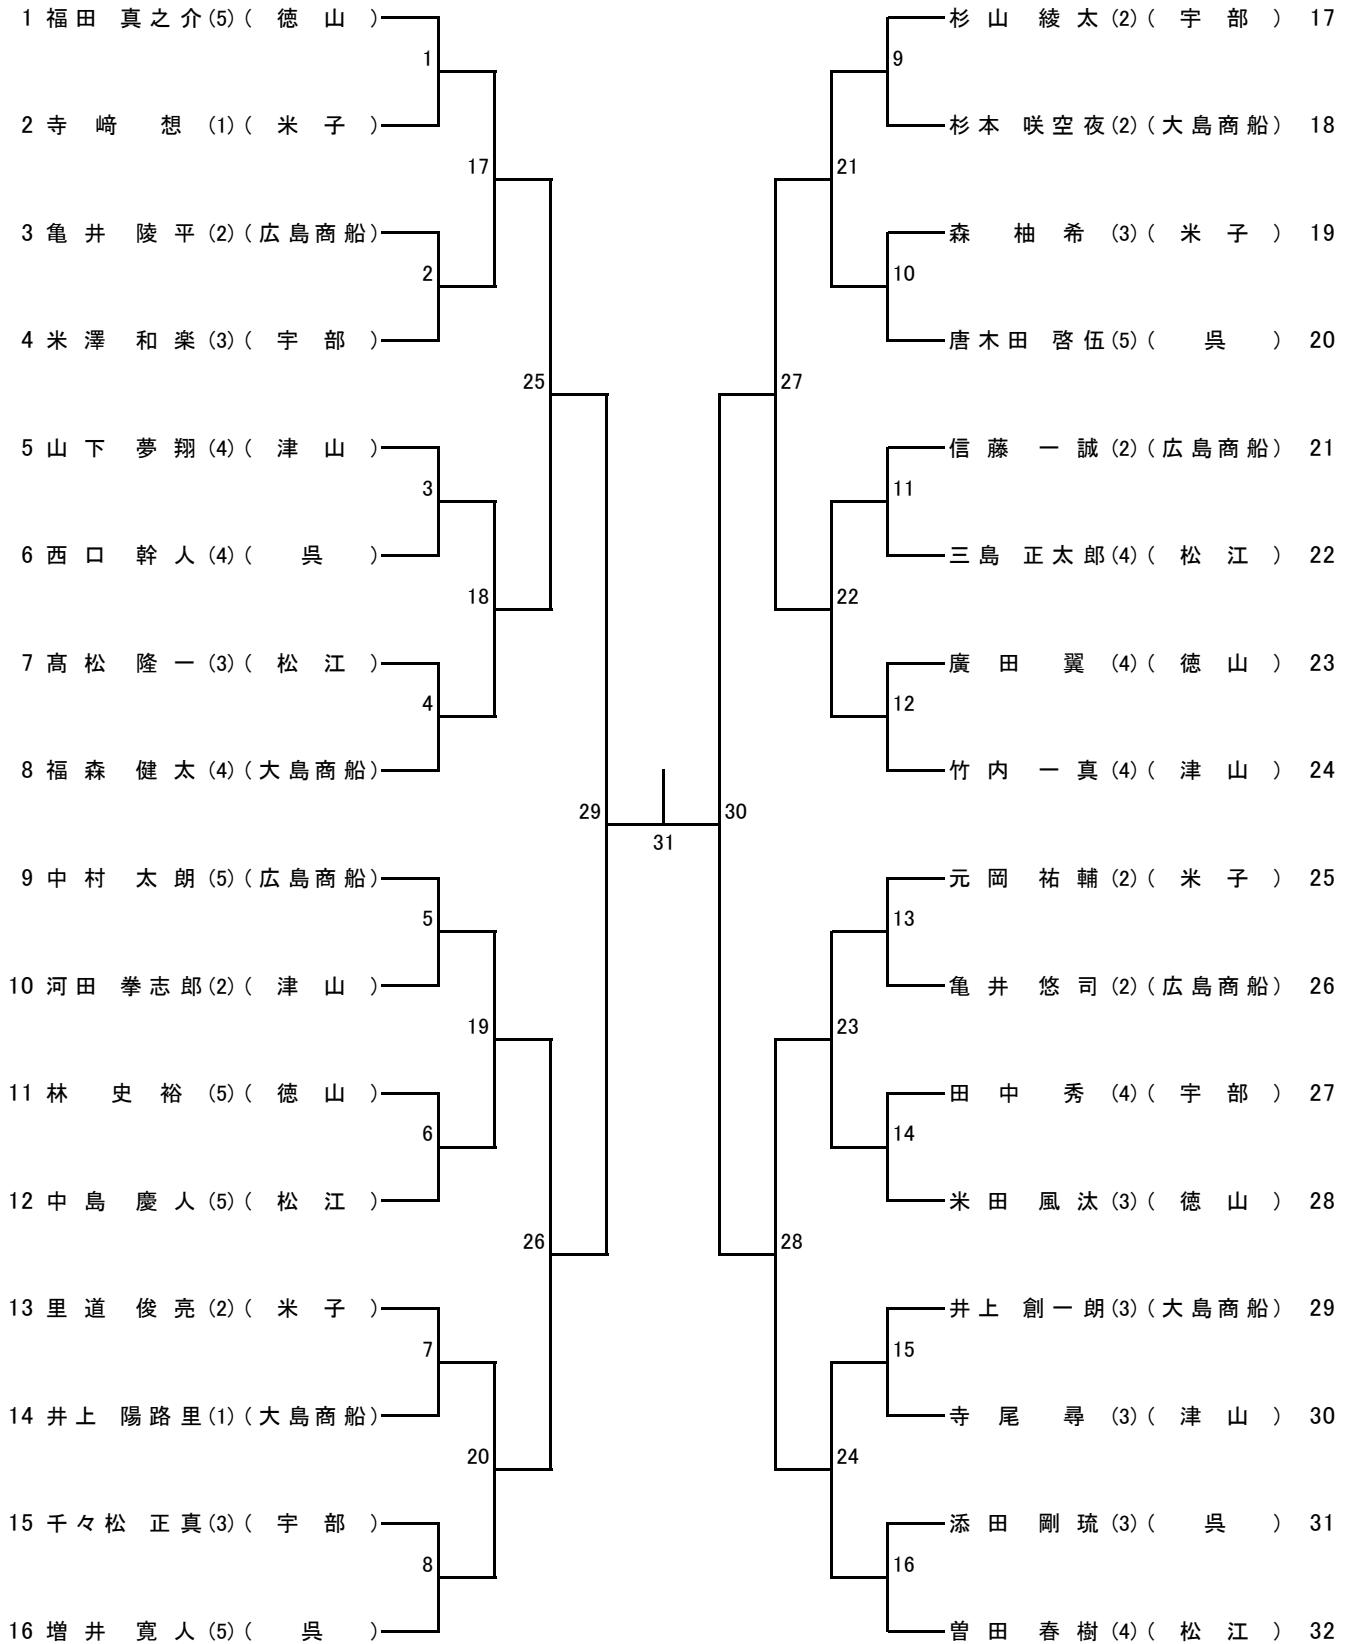 1 福田 真之介(5)(徳山)
1
2 寺﨑 想(1)(米子)
17
3 亀井 陵平(2)(広島商船)
2
4 米澤 和楽(3)(宇部)
25
5 山下 夢翔(4)(津山)
3
6 西口 幹人(4)(呉)
18
7 髙松 隆一(3)(松江)
4
8 福森 健太(4)(大島商船)
29
9 中村 太朗(5)(広島商船)
5
10 河田 拳志郎(2)(津山)
19
11 林 史裕(5)(徳山)
6
12 中島 慶人(5)(松江)
26
13 里道 俊亮(2)(米子)
7
14 井上 陽路里(1)(大島商船)
20
15 千々松 正真(3)(宇部)
8
16 増井 寛人(5)(呉)
31
杉山 綾太(2)(宇部) 17
9
杉本 咲空夜(2)(大島商船) 18
21
森 柚希(3)(米子) 19
10
唐木田 啓伍(5)(呉) 20
27
信藤 一誠(2)(広島商船) 21
11
三島 正太郎(4)(松江) 22
22
廣田 翼(4)(徳山) 23
12
竹内 一真(4)(津山) 24
30
元岡 祐輔(2)(米子) 25
13
亀井 悠司(2)(広島商船) 26
23
田中 秀(4)(宇部) 27
14
米田 風汰(3)(徳山) 28
28
井上 創一朗(3)(大島商船) 29
15
寺尾 尋(3)(津山) 30
24
添田 剛琉(3)(呉) 31
16
曽田 春樹(4)(松江) 32